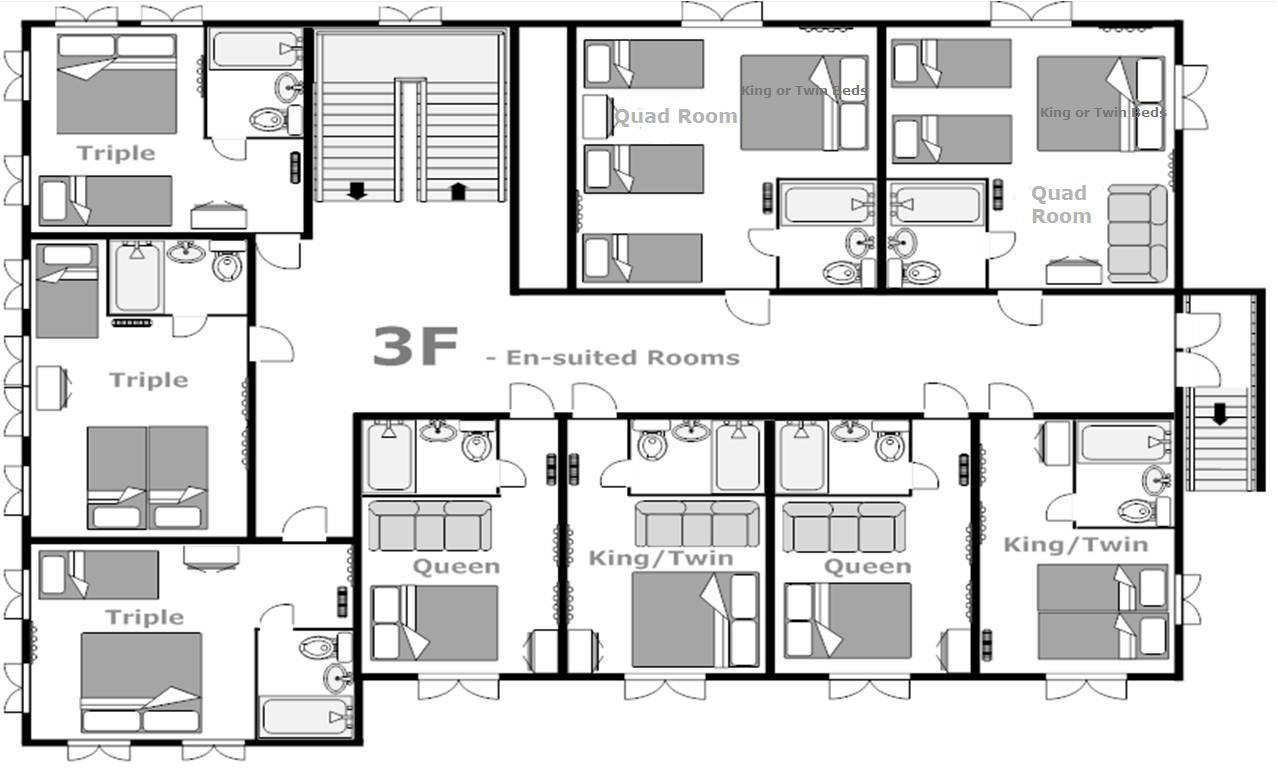 King or Twin Beds
Quad Room
King or Twin Beds
Triple
Quad
Room
3F - En-suited Rooms
Triple
King/Twin
King/Twin
Queen
Queen
Triple